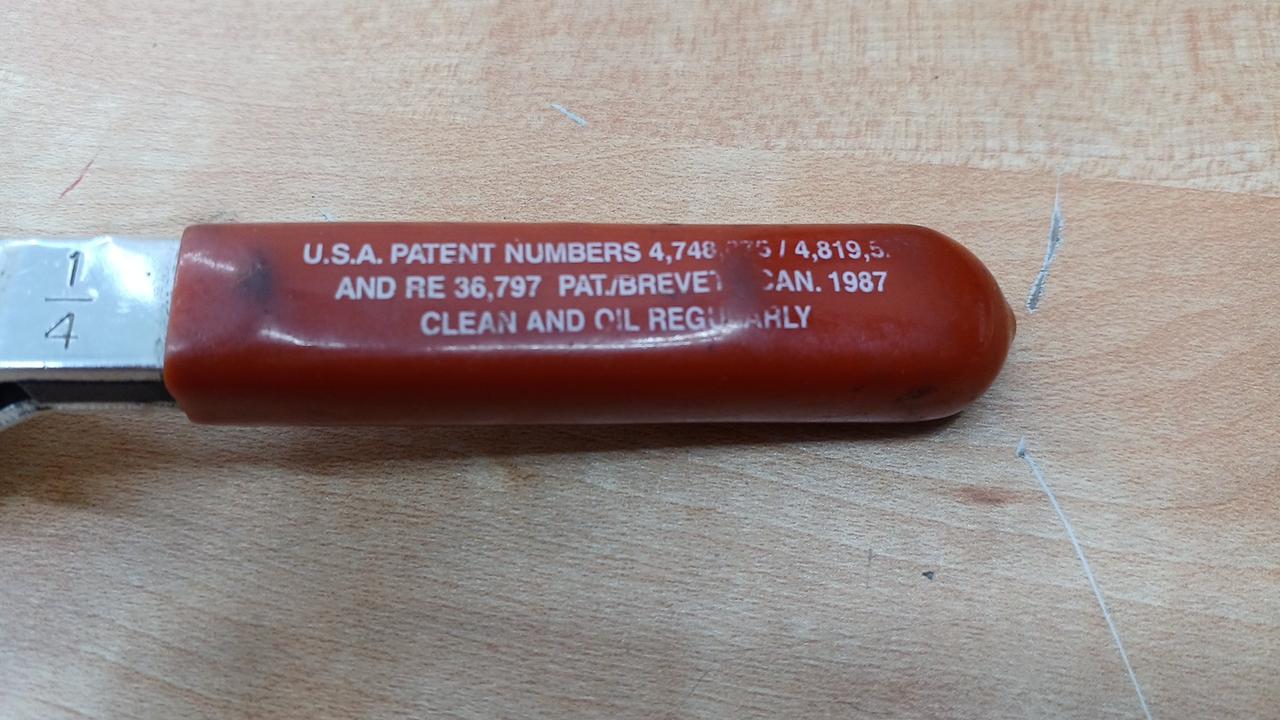 1
4
U.S.A. PATENT NUMBERS /
AND RE 36,797 PAT./BREVET CAN. 1987
CLEAN AND OIL REGULARLY